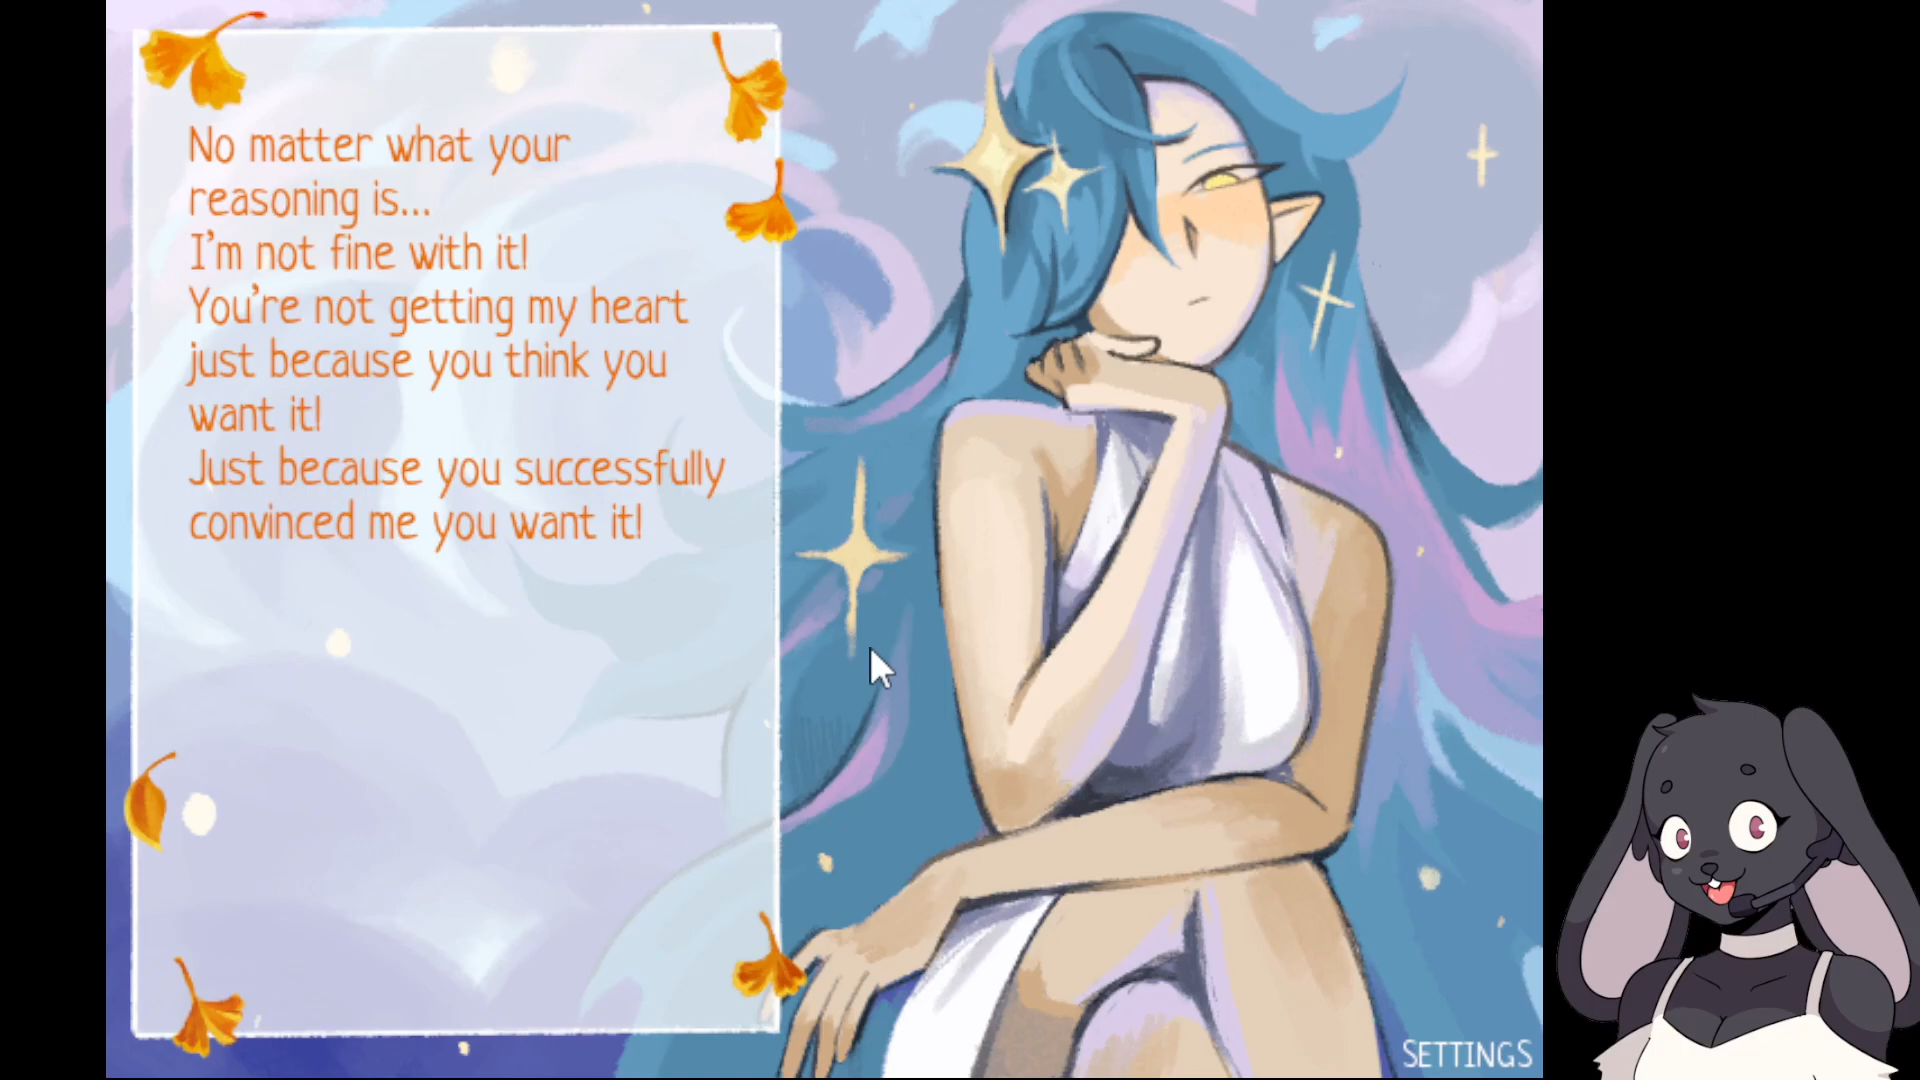 No matter what your
reasoning is...
I'm not fine with it!
You're not getting my heart
just because you think you
want it!
Just because you successfully
convinced me you want it!
SETTINGS